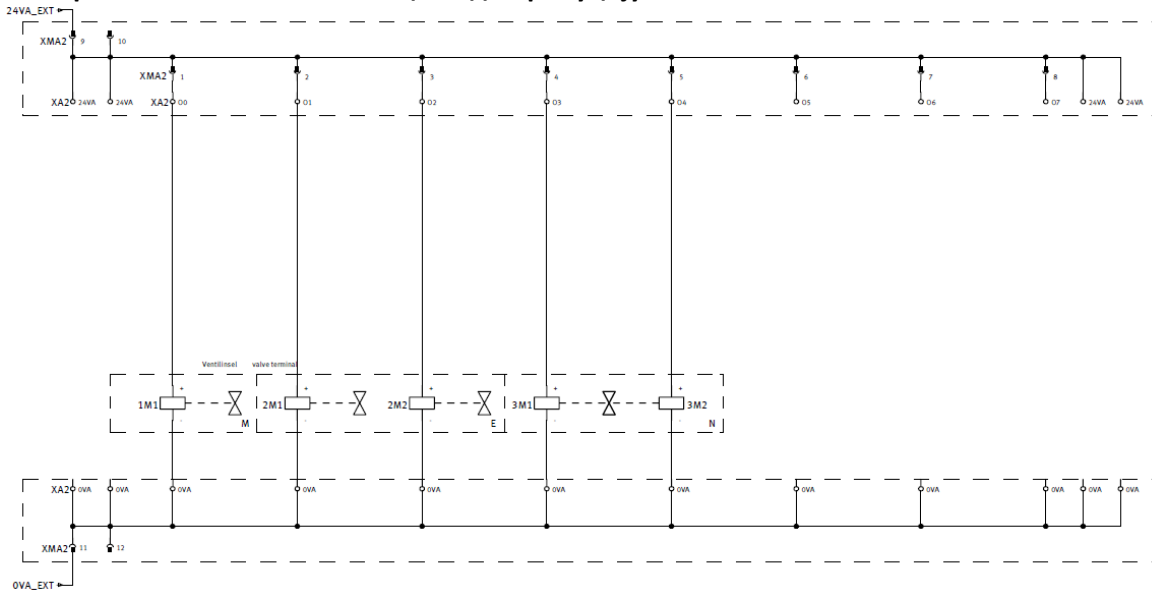 24VA_EXT
XMA2 9 10
XMA2 1 2 3 4 5 6 7 8
XA2 24VA 24VA XA2 O0 O1 O2 O3 O4 O5 O6 O7 24VA 24VA
Ventilinsel valve terminal
+ + + + +
1M1 2M1 2M2 3M1 3M2
M E N
- - - - -
XA2 0VA 0VA 0VA 0VA 0VA 0VA 0VA 0VA 0VA 0VA 0VA 0VA
XMA2 11 12
0VA_EXT